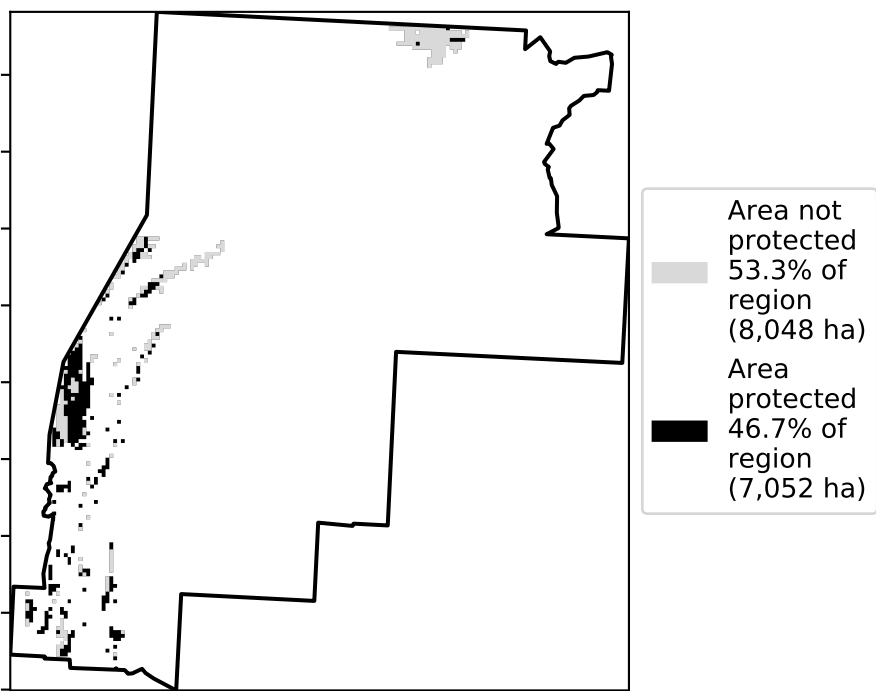 Area not
protected
53.3% of
region
(8,048 ha)
Area
protected
46.7% of
region
(7,052 ha)